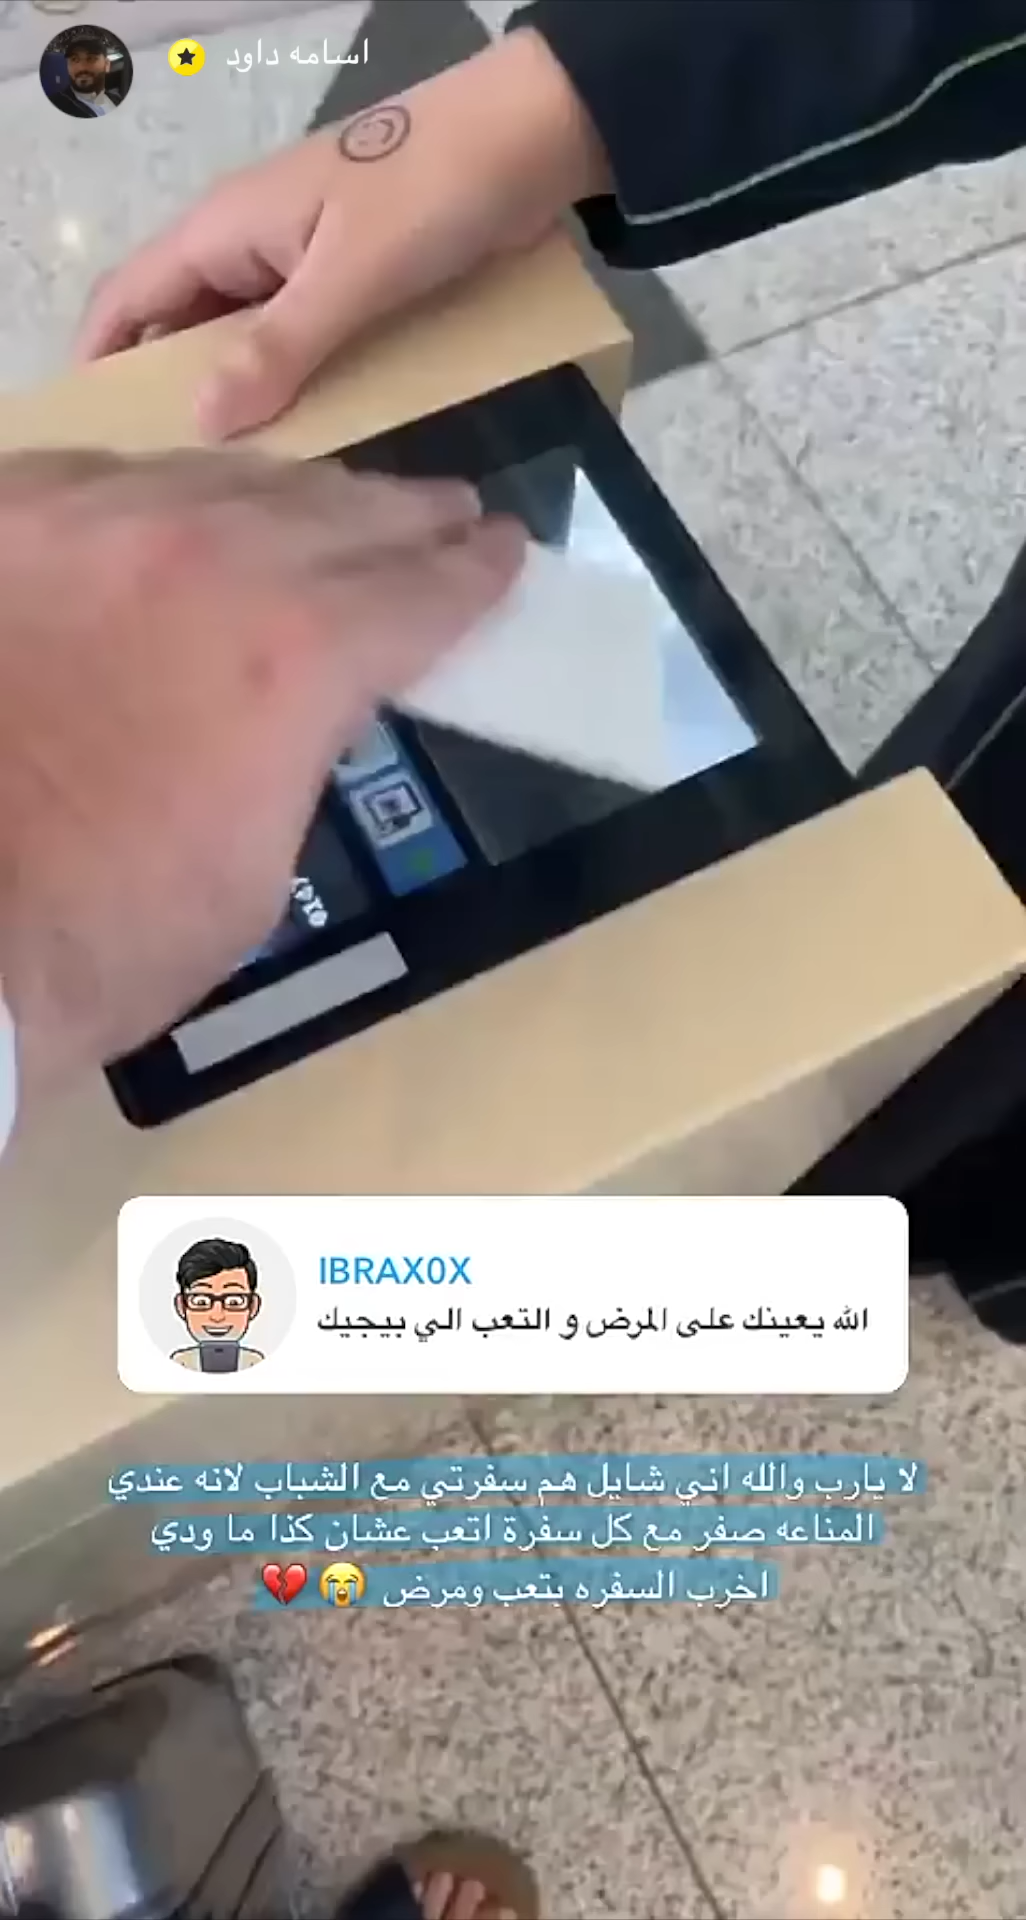 اسامه داود
IBRAX0X
الله يعينك على المرض و التعب الي بيجيك
لا يارب والله اني شايل هم سفرتي مع الشباب لانه عندي
المناعه صفر مع كل سفرة اتعب عشان كذا ما ودي
اخرب السفره بتعب ومرض 😭💔